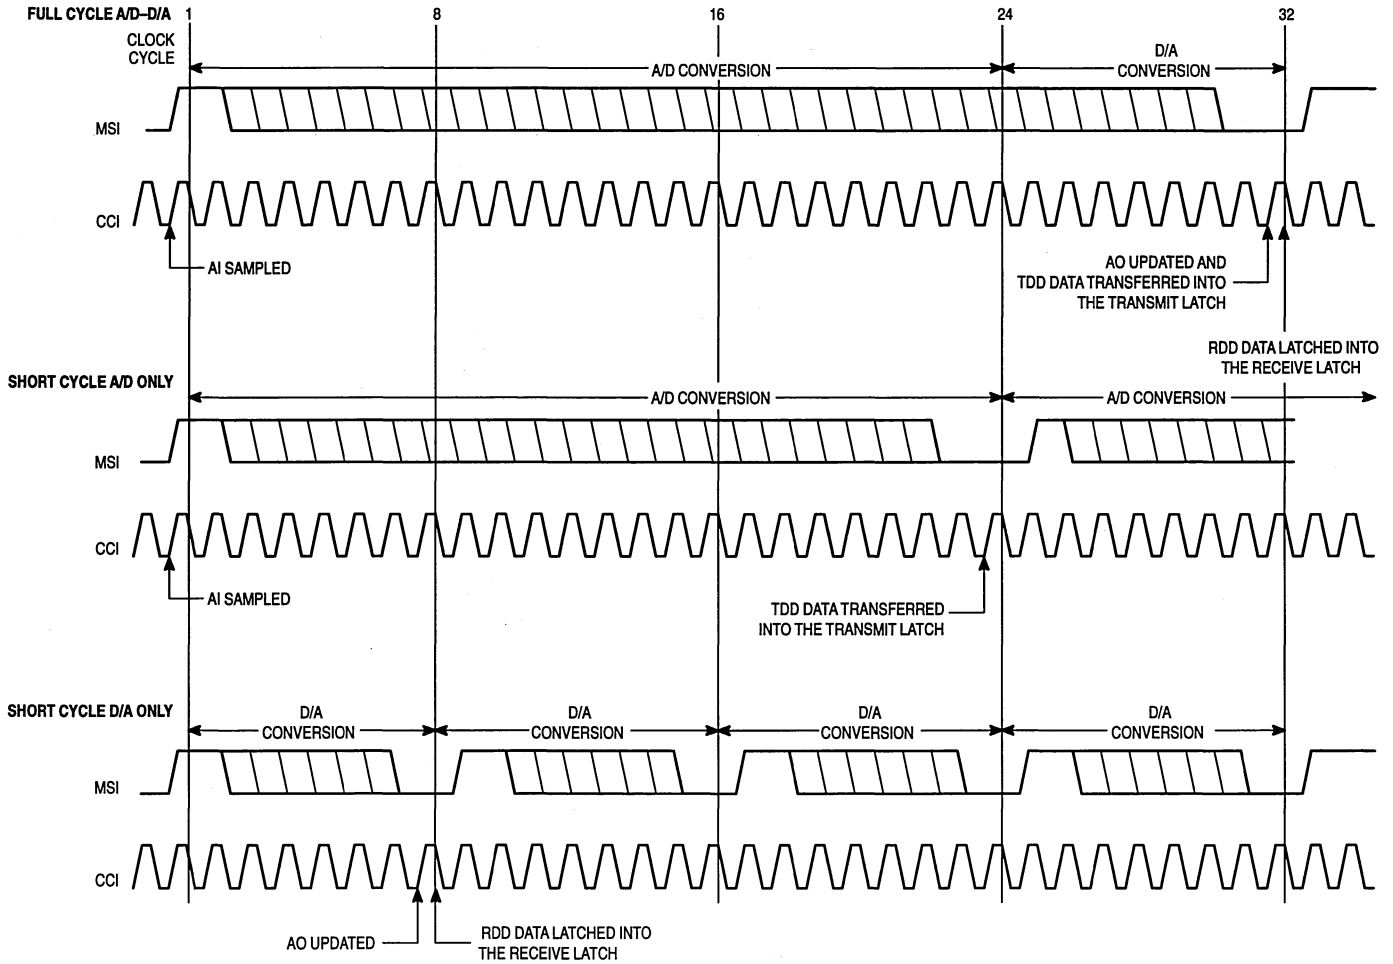 FULL CYCLE A/D–D/A 1 8 16 24 32
CLOCK
CYCLE
D/A
CONVERSION
A/D CONVERSION
MSI
CCI
AI SAMPLED
AO UPDATED AND
TDD DATA TRANSFERRED INTO
THE TRANSMIT LATCH
RDD DATA LATCHED INTO
THE RECEIVE LATCH
SHORT CYCLE A/D ONLY
A/D CONVERSION
A/D CONVERSION
MSI
CCI
AI SAMPLED
TDD DATA TRANSFERRED
INTO THE TRANSMIT LATCH
SHORT CYCLE D/A ONLY
D/A
CONVERSION
D/A
CONVERSION
D/A
CONVERSION
D/A
CONVERSION
MSI
CCI
AO UPDATED
RDD DATA LATCHED INTO
THE RECEIVE LATCH